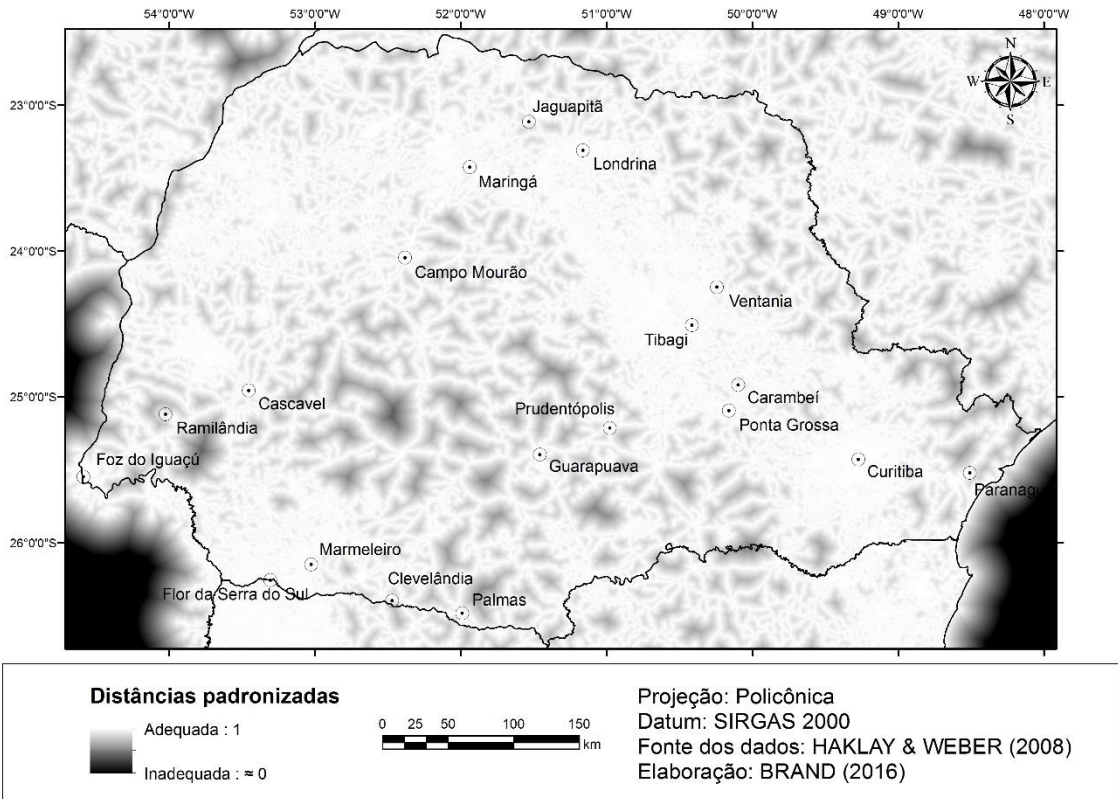 54°0'0"W 53°0'0"W 52°0'0"W 51°0'0"W 50°0'0"W 49°0'0"W 48°0'0"W
N
W E
S
23°0'0"S
Jaguapitã
Londrina
Maringá
24°0'0"S
Campo Mourão
Ventania
Tibagi
25°0'0"S
Cascavel
Carambeí
Prudentópolis
Ramilândia
Ponta Grossa
Foz do Iguaçú
Guarapuava
Curitiba
Paranagu
26°0'0"S
Marmeleiro
Clevelândia
Flor da Serra do Sul
Palmas
Distâncias padronizadas
Adequada : 1
Inadequada : ≈ 0
0 25 50 100 150
km
Projeção: Policônica
Datum: SIRGAS 2000
Fonte dos dados: HAKLAY & WEBER (2008)
Elaboração: BRAND (2016)